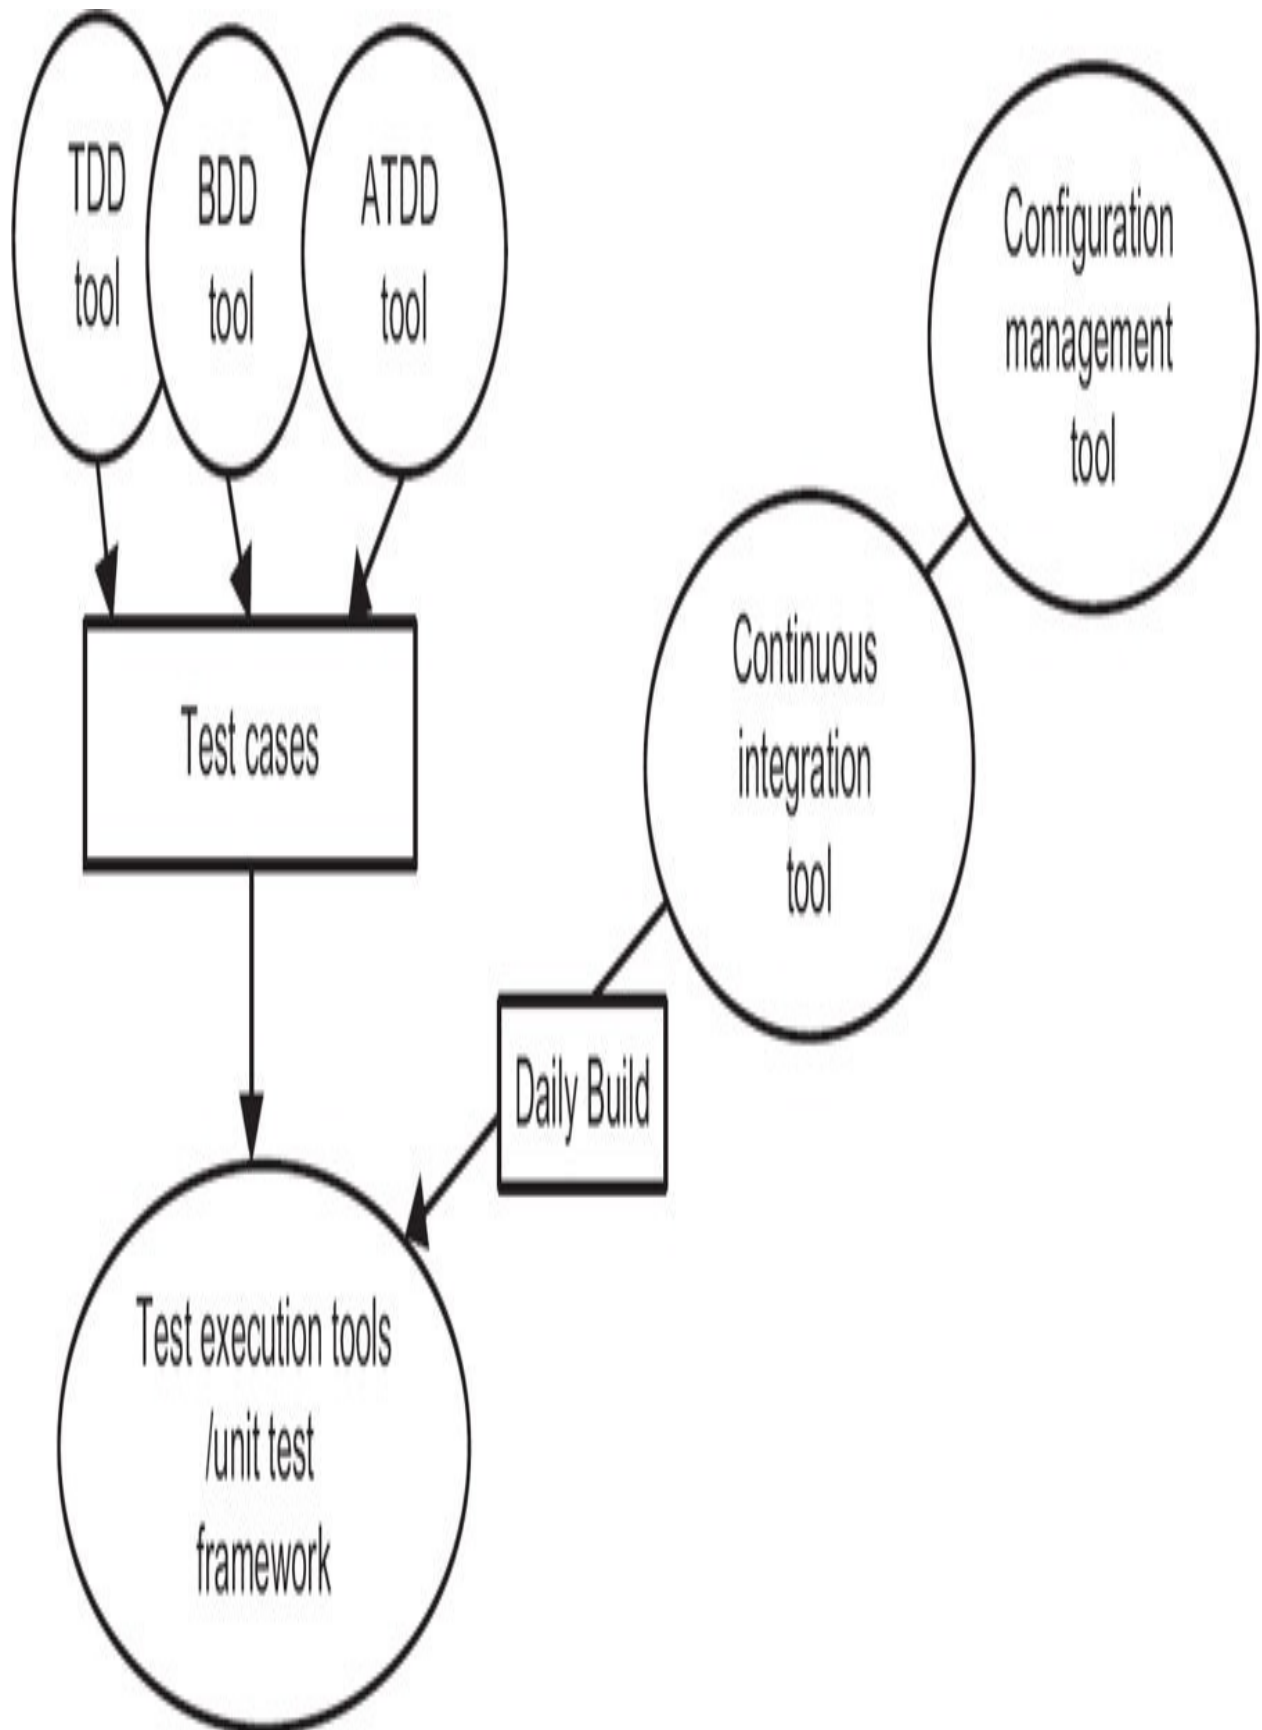 TDD
tool
BDD
tool
ATDD
tool
Configuration
management
tool
Continuous
integration
tool
Test cases
Daily Build
Test execution tools
/unit test
framework